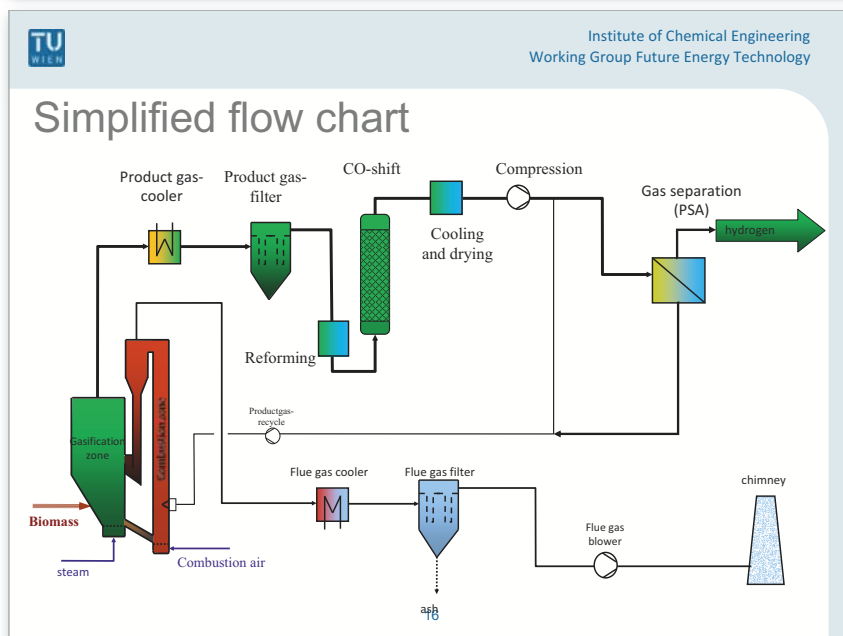 TU
WIEN
Institute of Chemical Engineering
Working Group Future Energy Technology
Simplified flow chart
Product gas-
cooler
Product gas-
filter
CO-shift
Compression
Gas separation
(PSA)
hydrogen
Cooling
and drying
Reforming
Productgas-
recycle
Gasification
zone
Combustion zone
Flue gas cooler
Flue gas filter
chimney
Biomass
Flue gas
blower
steam
Combustion air
ash
16